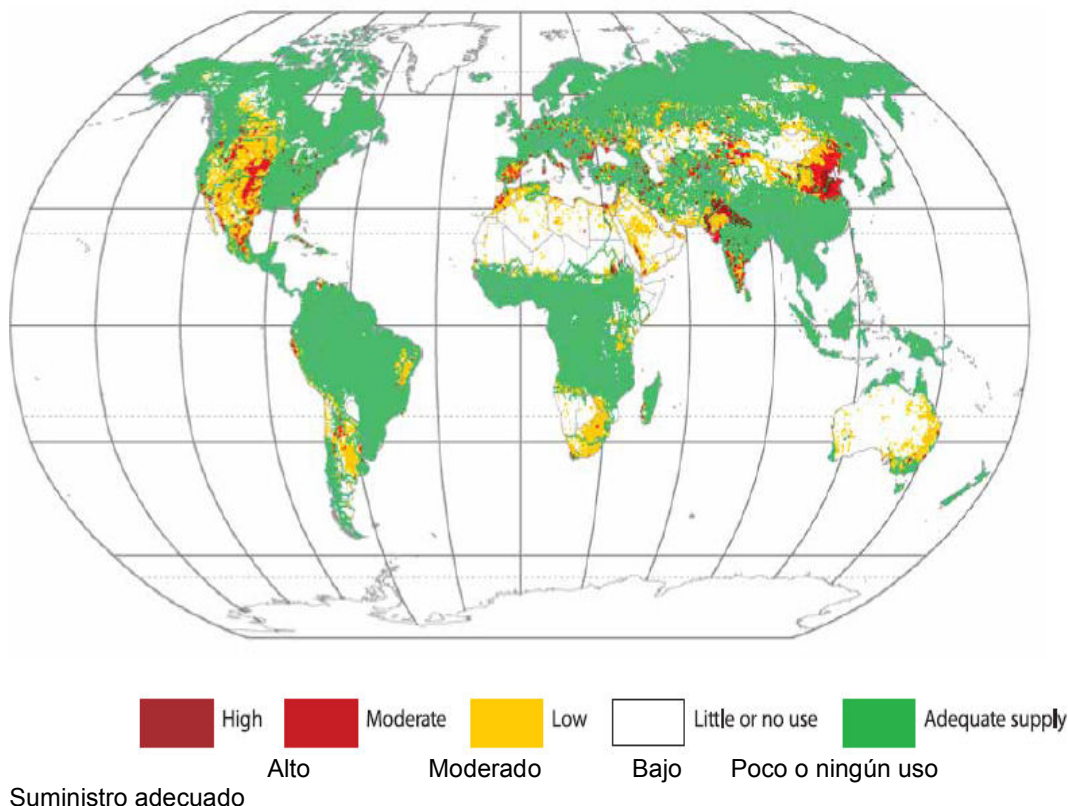 High Moderate Low Little or no use Adequate supply
Alto Moderado Bajo Poco o ningún uso
Suministro adecuado